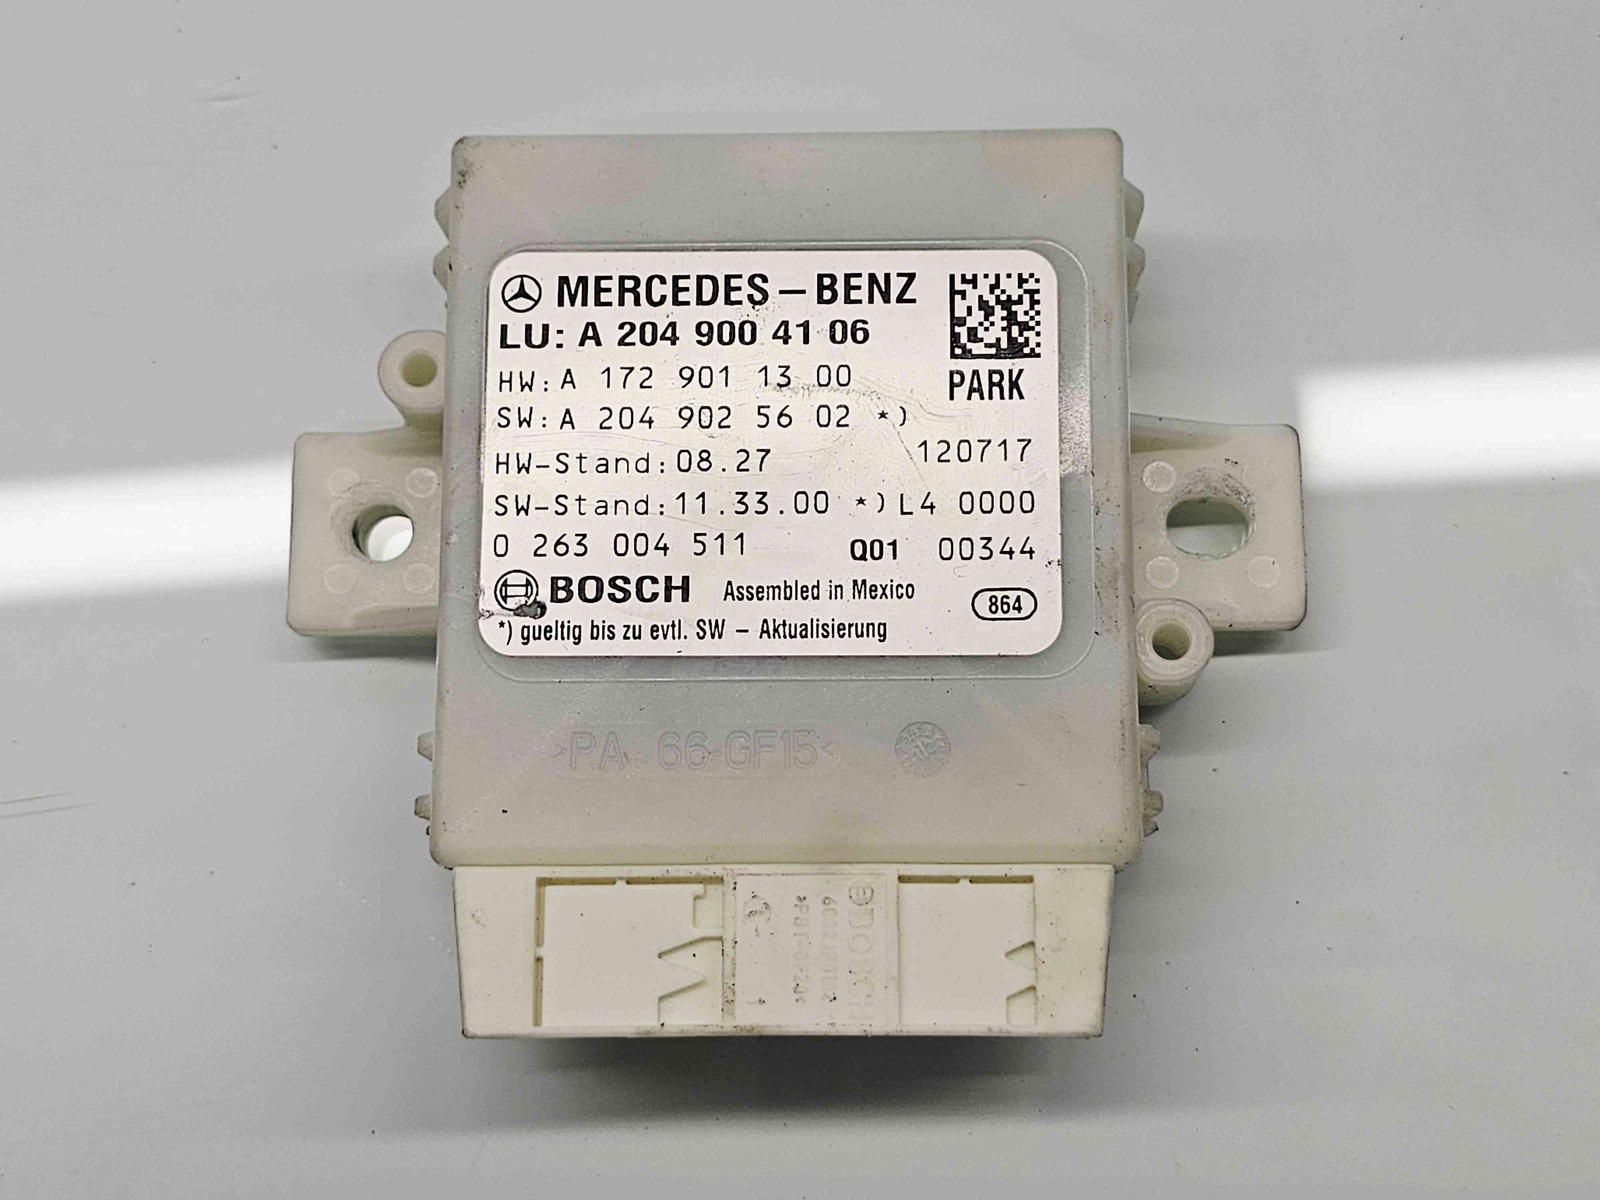 MERCEDES-BENZ
LU: A 204 900 41 06
HW: A 172 901 13 00
PARK
SW: A 204 902 56 02 *)
HW-Stand: 08.27 120717
SW-Stand: 11.33.00 *) L4 0000
0 263 004 511 Q01 00344
BOSCH Assembled in Mexico 864
*) gueltig bis zu evtl. SW - Aktualisierung
>PA 66-GF15<
BOSCH